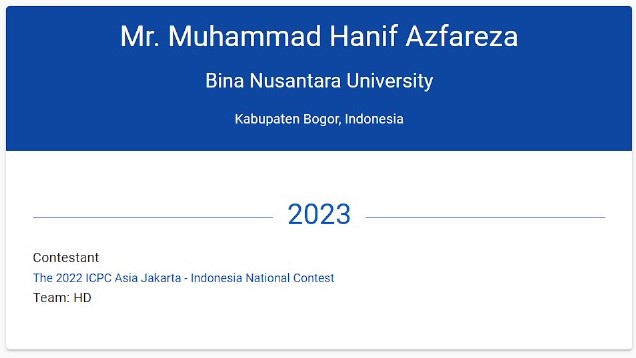 Mr. Muhammad Hanif Azfareza
Bina Nusantara University
Kabupaten Bogor, Indonesia
2023
Contestant
The 2022 ICPC Asia Jakarta - Indonesia National Contest
Team: HD